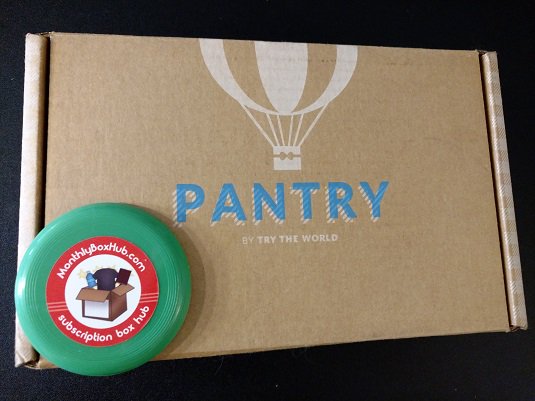 PANTRY
BY TRY THE WORLD
MonthlyBoxHub.com
subscription box hub